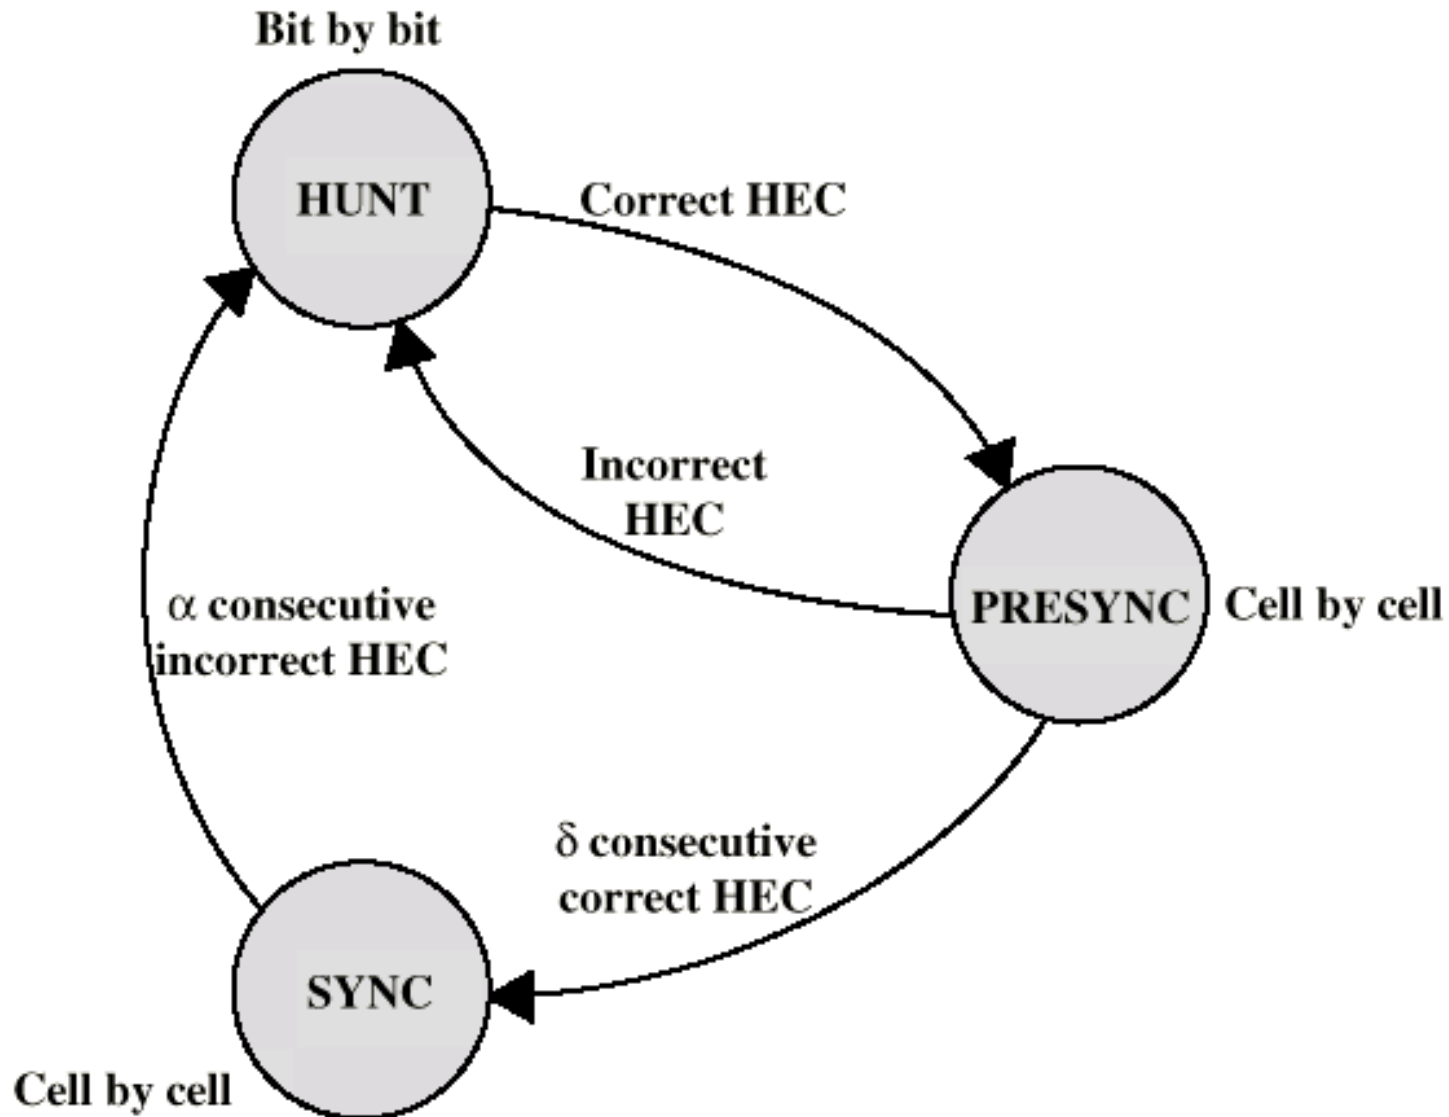 Bit by bit
HUNT
Correct HEC
Incorrect
HEC
PRESYNC
Cell by cell
α consecutive
incorrect HEC
δ consecutive
correct HEC
SYNC
Cell by cell